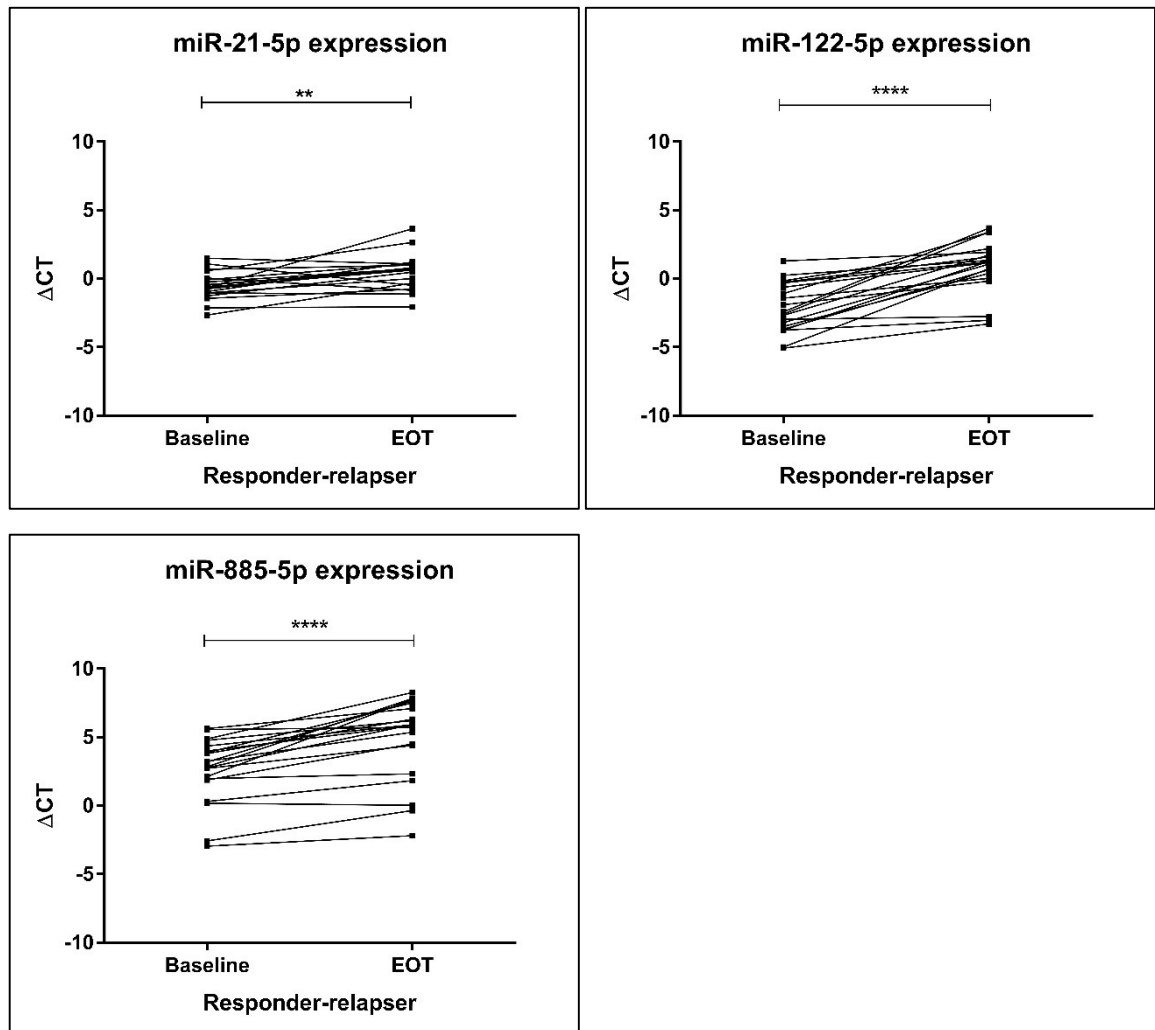 miR-21-5p expression
**
10
5
0
-5
-10
ΔCT
Baseline EOT
Responder-relapser
miR-122-5p expression
****
10
5
0
-5
-10
ΔCT
Baseline EOT
Responder-relapser
miR-885-5p expression
****
10
5
0
-5
-10
ΔCT
Baseline EOT
Responder-relapser